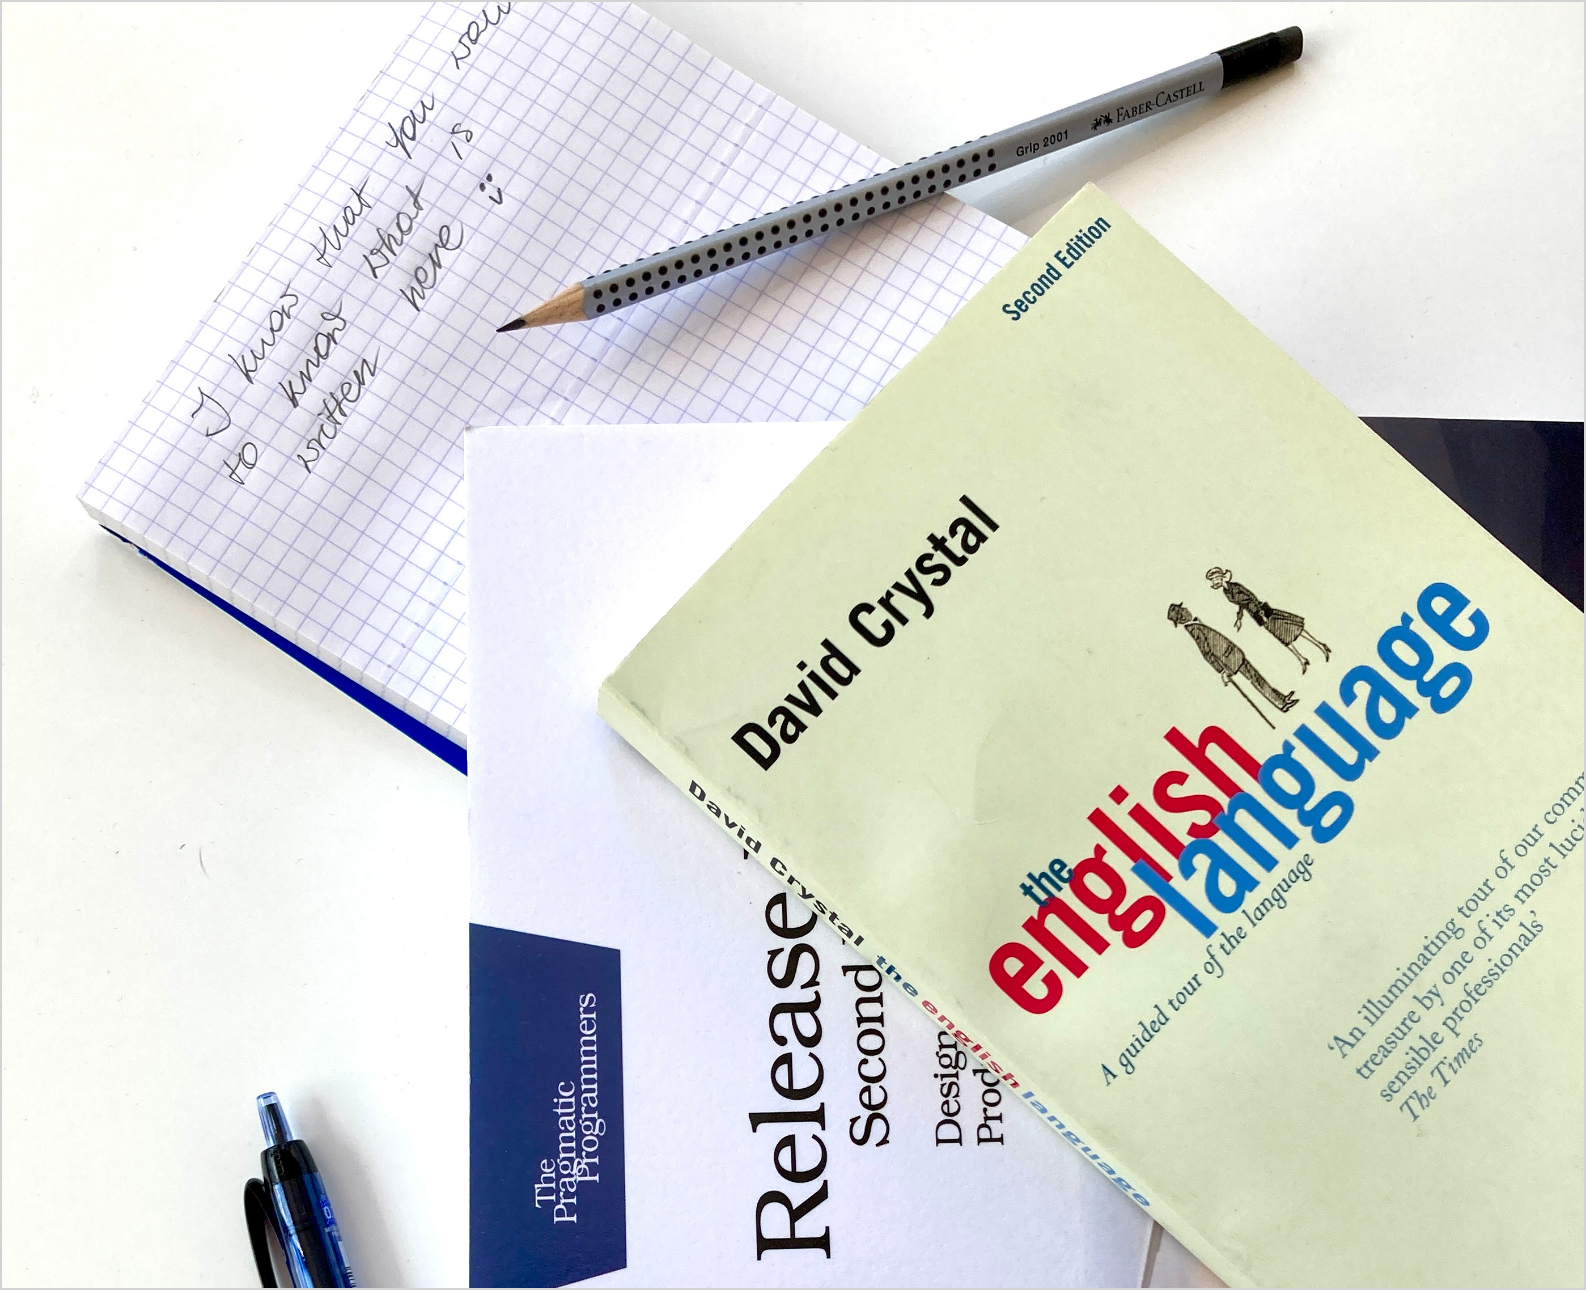 I know that you wan
to know what is
written here
FABER-CASTELL
Grip 2001
Second Edition
David Crystal
the
english
language
A guided tour of the language
'An illuminating tour of our comm
treasure by one of its most luci
sensible professionals'
The Times
David Crystal the english language
Release
Second
Design
Prod
The
Pragmatic
Programmers